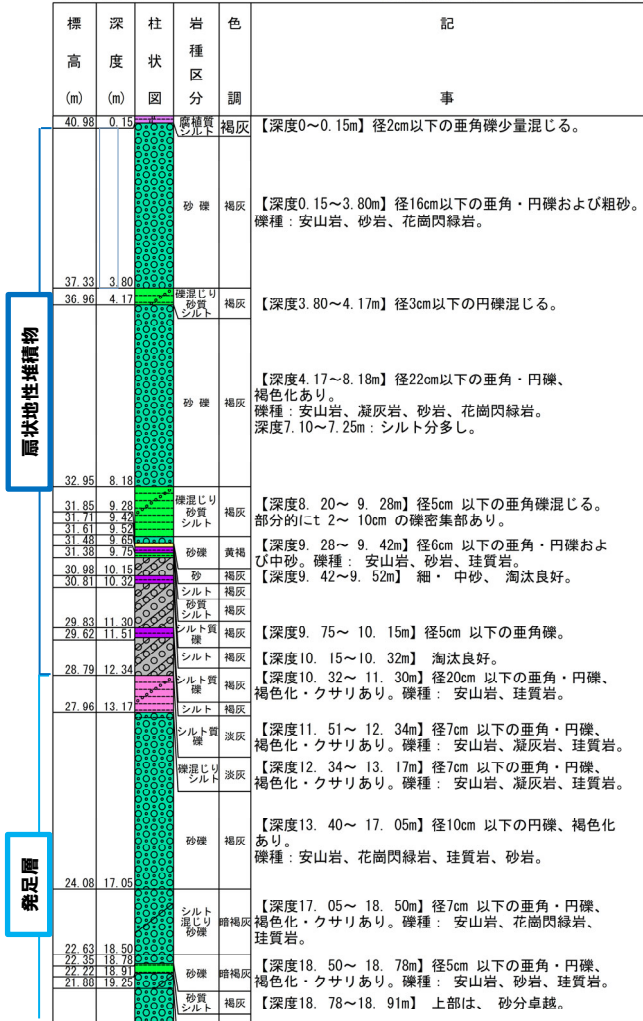 標高(m) 深度(m) 柱状図 岩種区分 色調 記事
扇状地性堆積物
発足層
40.98 0.15 腐植質シルト 褐灰 【深度0～0.15m】径2cm以下の亜角礫少量混じる。
砂礫 褐灰 【深度0.15～3.80m】径16cm以下の亜角・円礫および粗砂。
礫種：安山岩、砂岩、花崗閃緑岩。
37.33 3.80
36.96 4.17 礫混じり砂質シルト 褐灰 【深度3.80～4.17m】径3cm以下の円礫混じる。
砂礫 褐灰 【深度4.17～8.18m】径22cm以下の亜角・円礫、
褐色化あり。
礫種：安山岩、凝灰岩、砂岩、花崗閃緑岩。
深度7.10～7.25m：シルト分多し。
32.95 8.18
31.85 9.28 礫混じり砂質シルト 褐灰 【深度8.20～ 9.28m】径5cm 以下の亜角礫混じる。
31.71 9.42 部分的にt 2～ 10cm の礫密集部あり。
31.61 9.52
31.48 9.65 砂礫 黄褐 【深度9.28～ 9.42m】径6cm 以下の亜角・円礫およ
31.38 9.75 び中砂。礫種： 安山岩、砂岩、珪質岩。
30.98 10.15 砂 褐灰 【深度9.42～9.52m】 細・ 中砂、 淘汰良好。
30.81 10.32 シルト 褐灰
砂質シルト 褐灰
29.83 11.30
29.62 11.51 シルト質礫 褐灰 【深度9.75～ 10.15m】径5cm 以下の亜角礫。
シルト 褐灰 【深度10.15～10.32m】 淘汰良好。
28.79 12.34 シルト質礫 褐灰 【深度10.32～ 11.30m】径20cm 以下の亜角・円礫、
褐色化・クサリあり。礫種： 安山岩、珪質岩。
27.96 13.17 シルト 褐灰
シルト質礫 淡灰 【深度11.51～ 12.34m】径7cm 以下の亜角・円礫、
褐色化・クサリあり。礫種： 安山岩、凝灰岩、珪質岩。
礫混じりシルト 淡灰 【深度12.34～ 13.17m】径7cm 以下の亜角・円礫、
褐色化・クサリあり。礫種： 安山岩、凝灰岩、珪質岩。
砂礫 褐灰 【深度13.40～ 17.05m】径10cm 以下の円礫、褐色化
あり。
礫種：安山岩、花崗閃緑岩、珪質岩、砂岩。
24.08 17.05
シルト混じり砂礫 暗褐灰 【深度17.05～ 18.50m】径7cm 以下の亜角・円礫、
褐色化・クサリあり。礫種： 安山岩、花崗閃緑岩、
珪質岩。
22.63 18.50
22.35 18.78 砂礫 暗褐灰 【深度18.50～ 18.78m】径5cm 以下の亜角・円礫、
22.22 18.91 褐色化・クサリあり。礫種： 安山岩、砂岩、珪質岩。
21.88 19.25
砂質シルト 褐灰 【深度18.78～18.91m】 上部は、 砂分卓越。